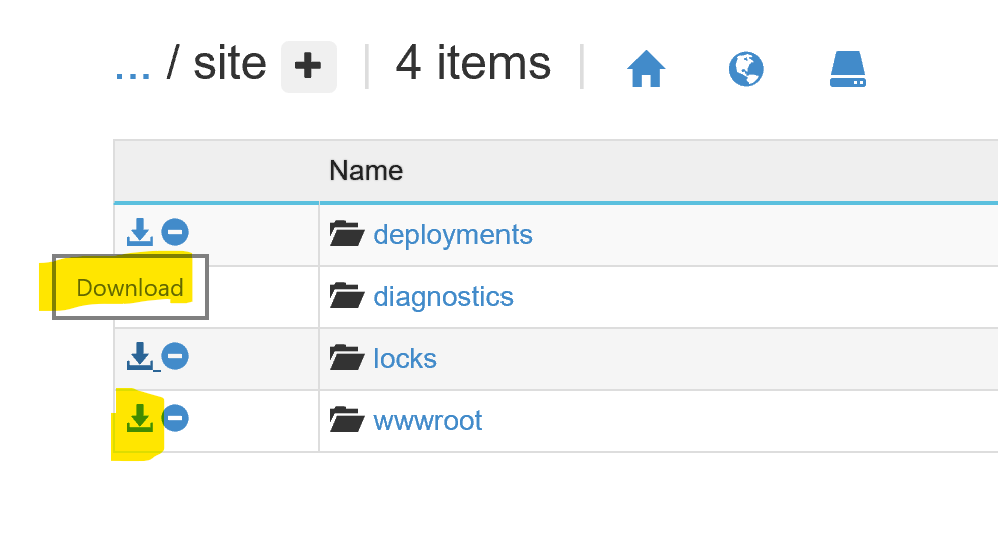 ... / site + | 4 items |
Name
deployments
Download
diagnostics
locks
wwwroot